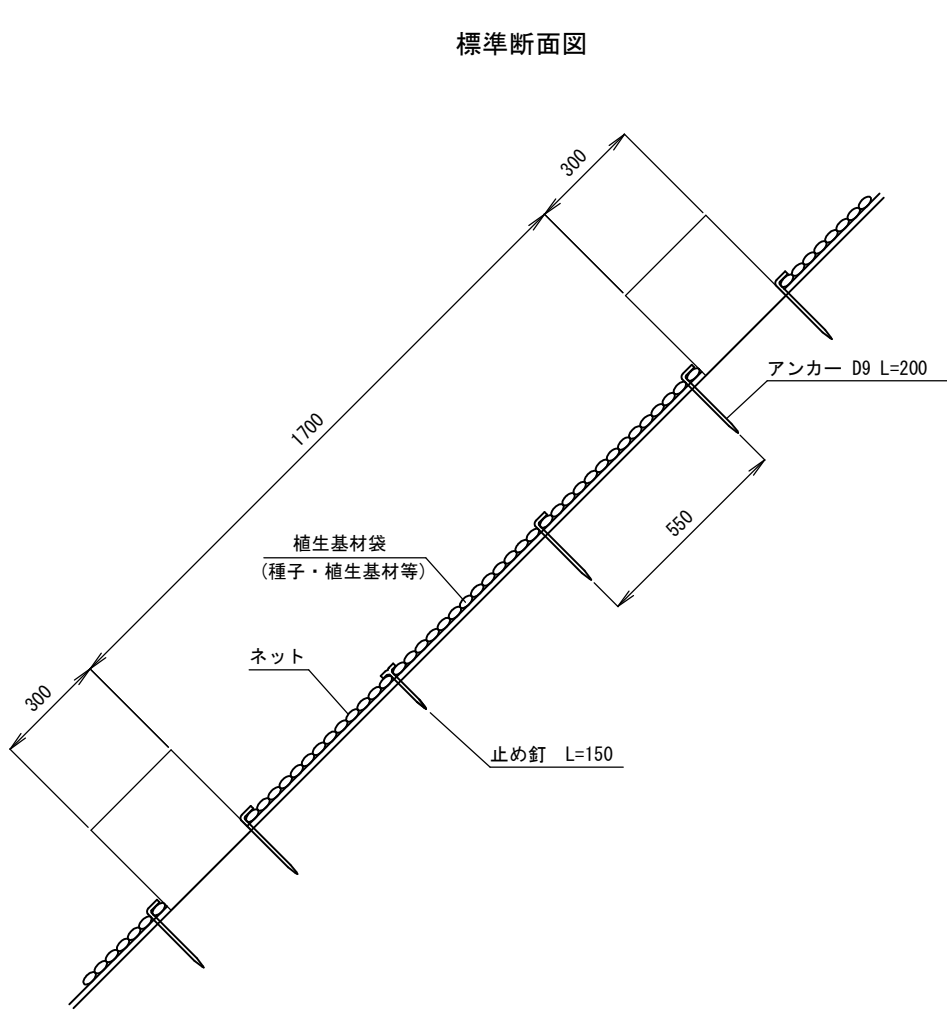 標準断面図
300
1700
アンカー D9 L=200
550
植生基材袋
(種子・植生基材等)
ネット
300
止め釘 L=150